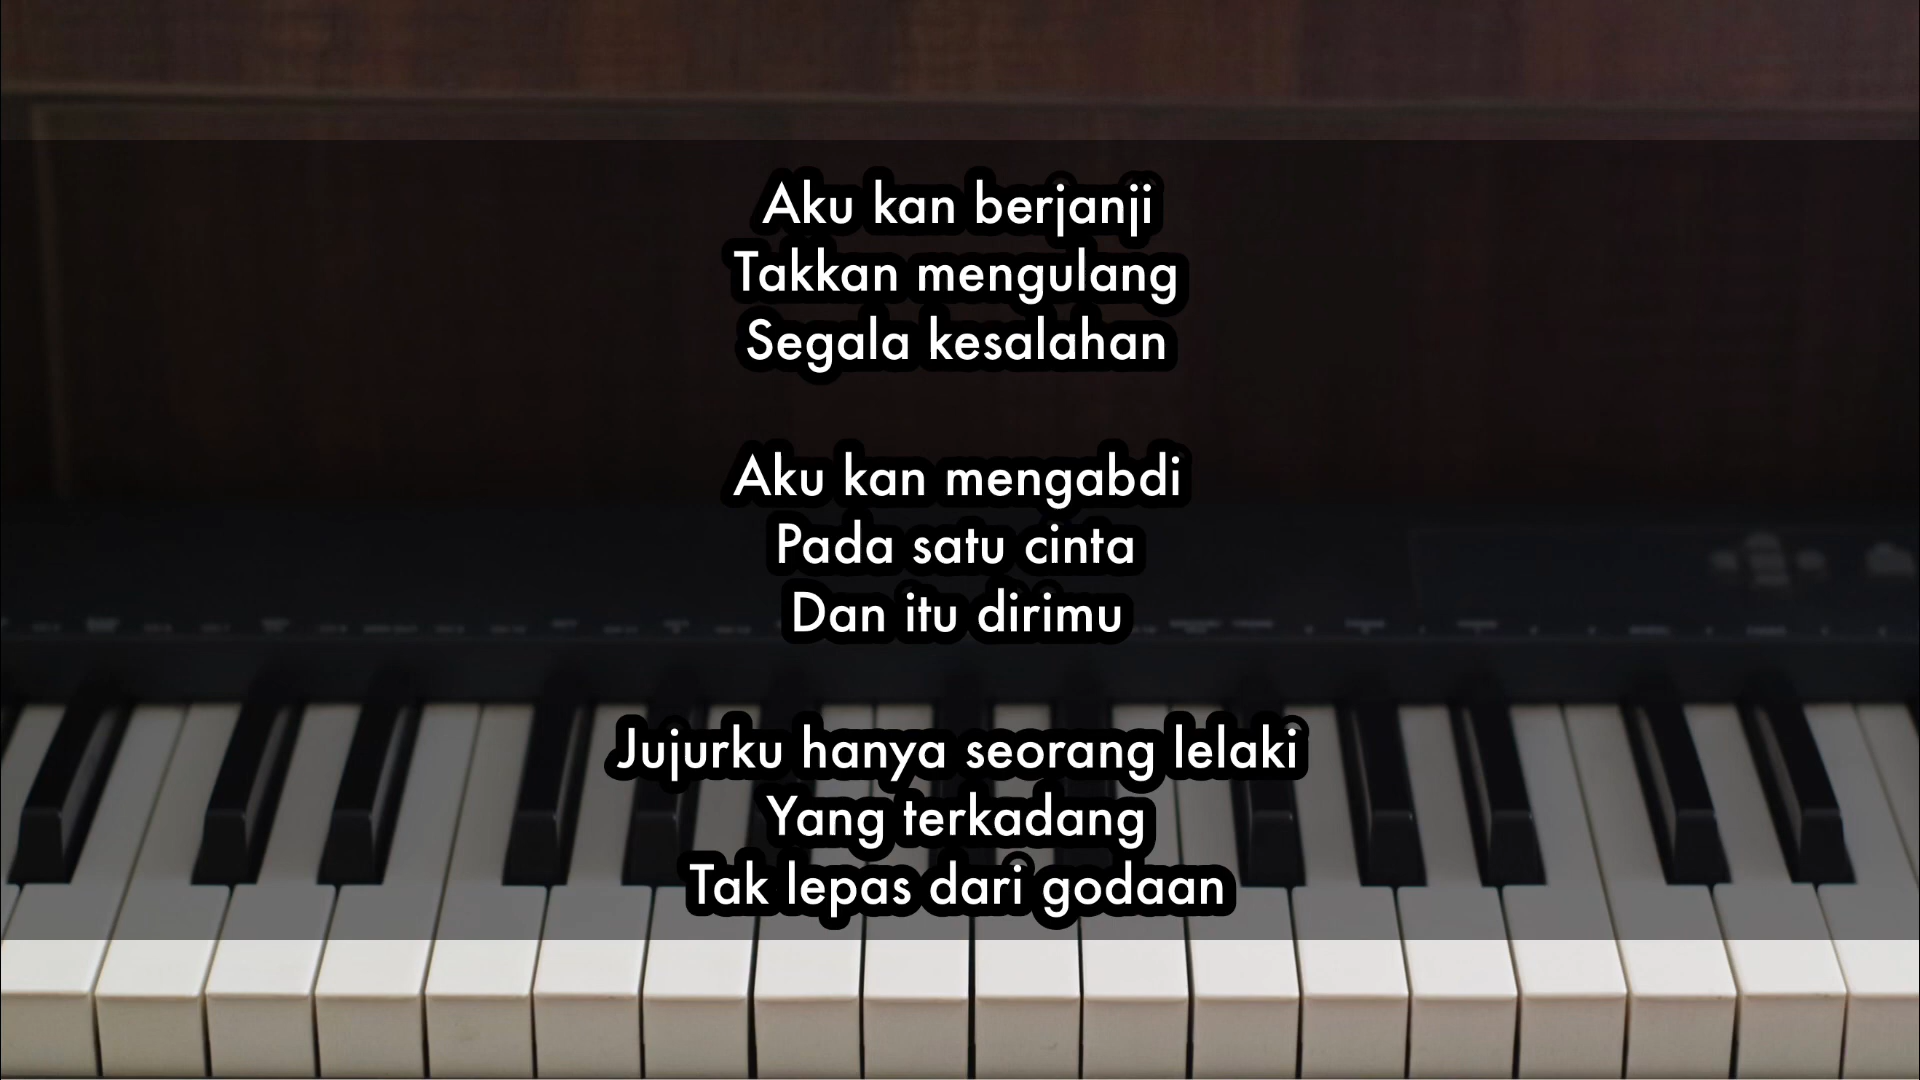 Aku kan berjanji
Takkan mengulang
Segala kesalahan
Aku kan mengabdi
Pada satu cinta
Dan itu dirimu
Jujurku hanya seorang lelaki
Yang terkadang
Tak lepas dari godaan